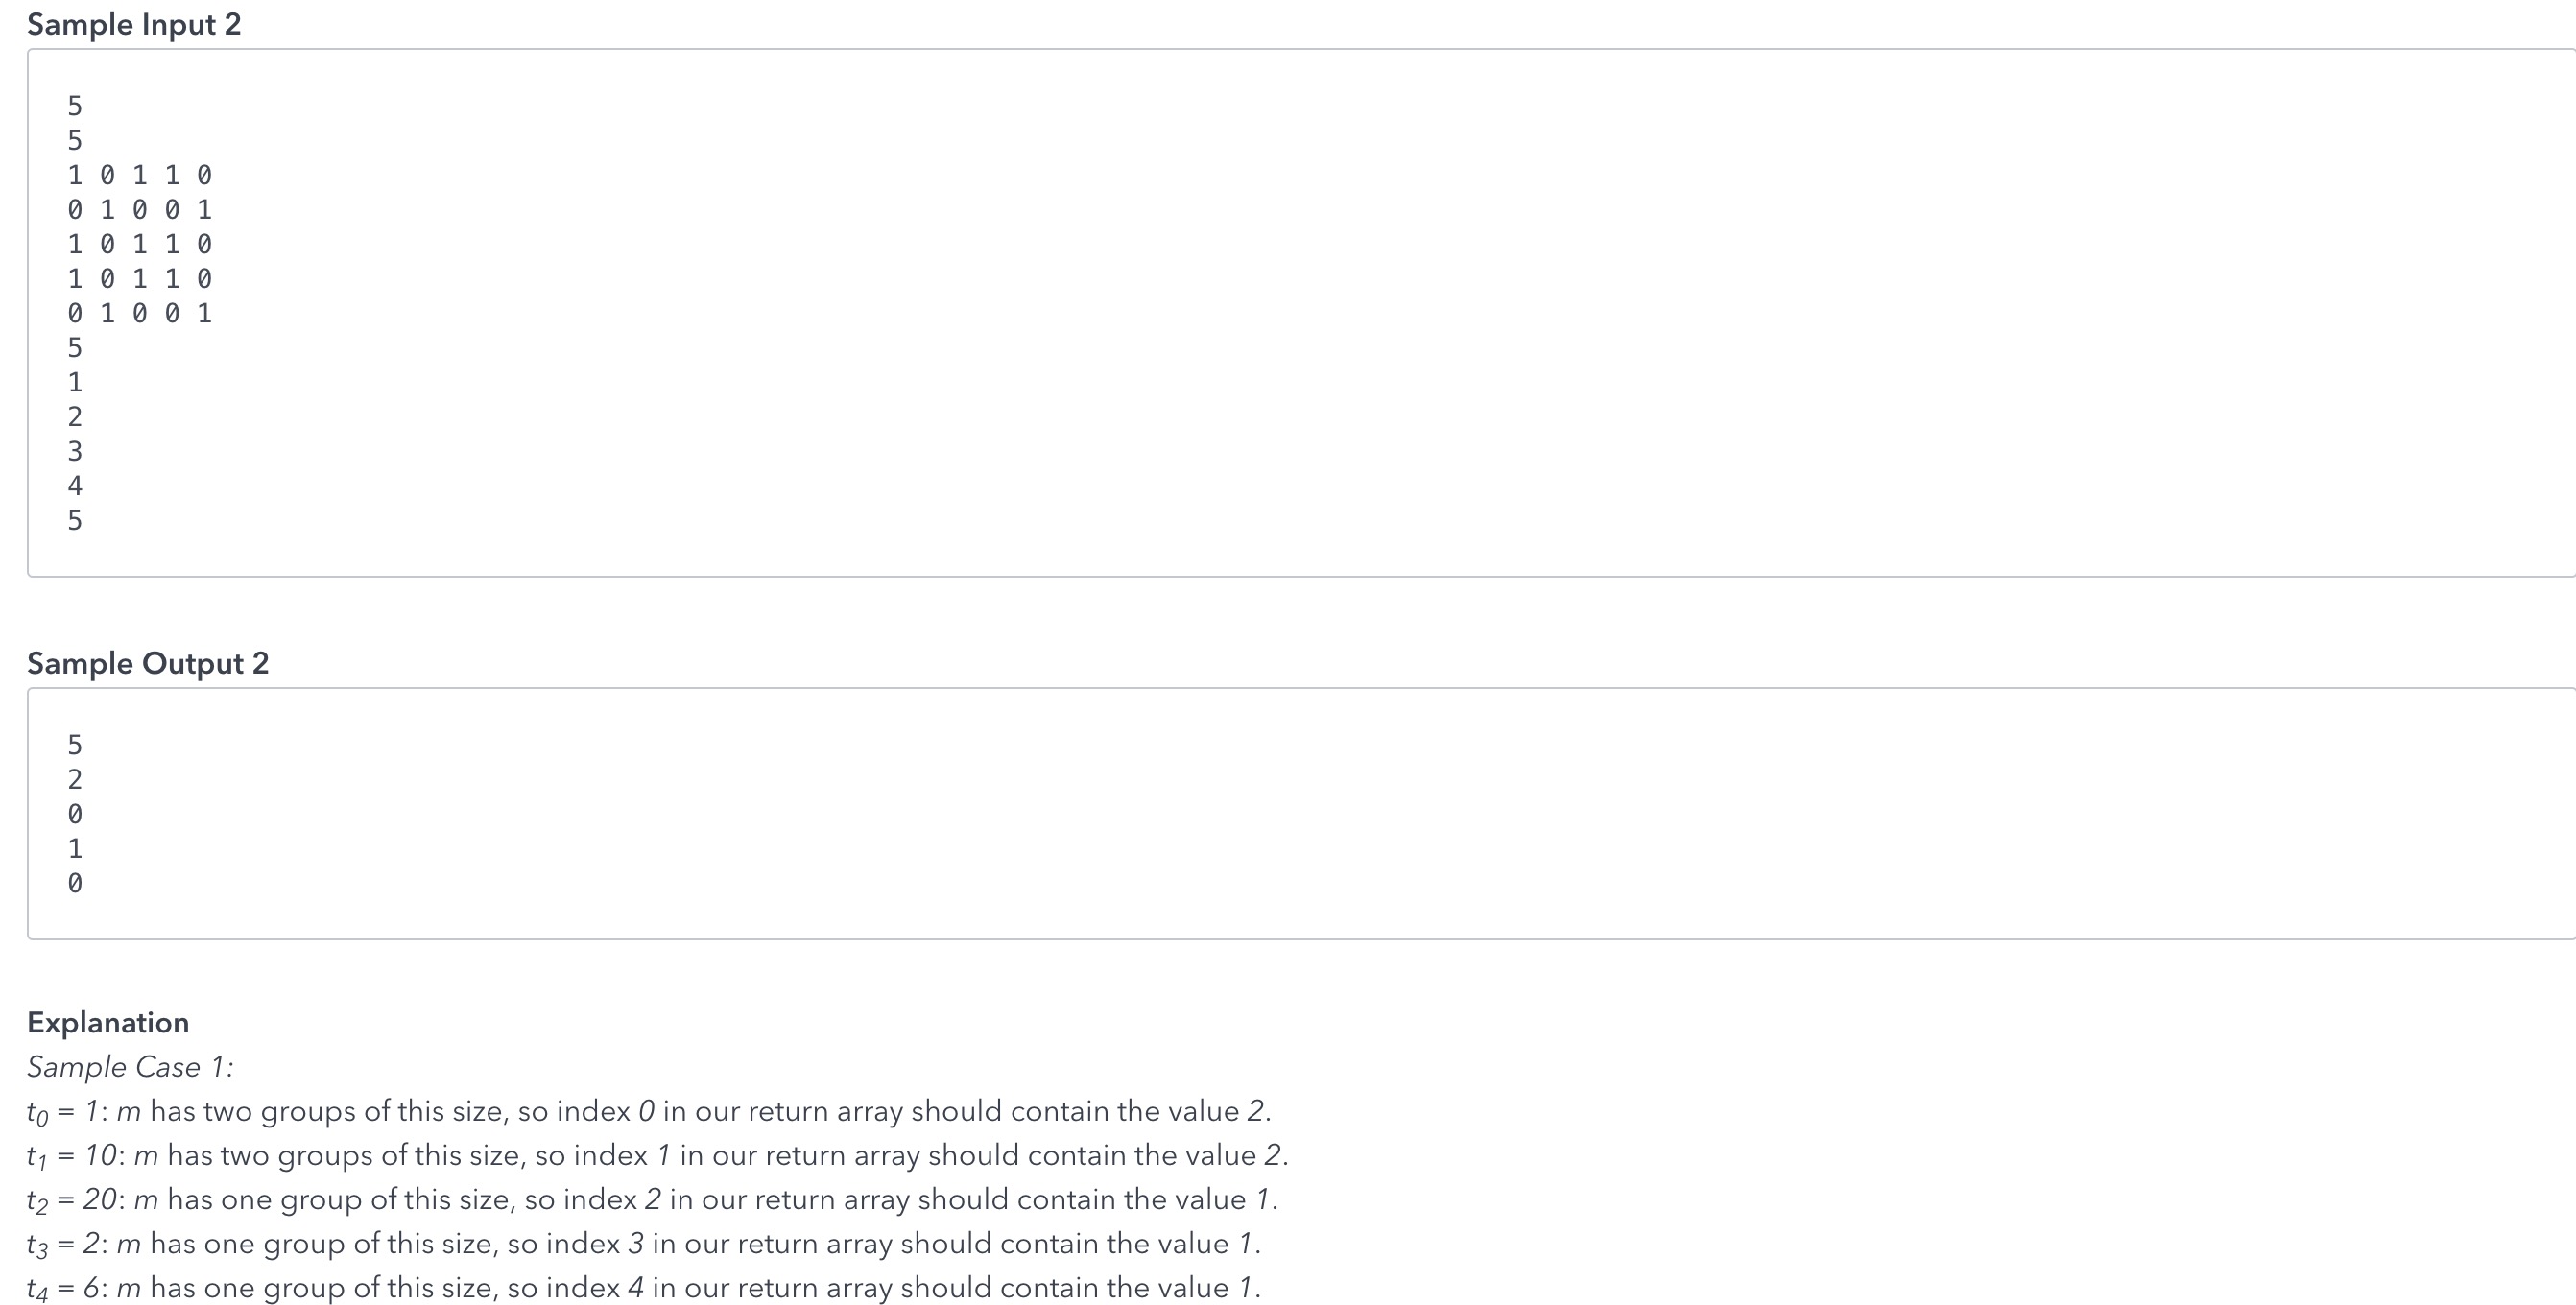 Sample Input 2
5
5
1 0 1 1 0
0 1 0 0 1
1 0 1 1 0
1 0 1 1 0
0 1 0 0 1
5
1
2
3
4
5
Sample Output 2
5
2
0
1
0
Explanation
Sample Case 1:
t0 = 1: m has two groups of this size, so index 0 in our return array should contain the value 2.
t1 = 10: m has two groups of this size, so index 1 in our return array should contain the value 2.
t2 = 20: m has one group of this size, so index 2 in our return array should contain the value 1.
t3 = 2: m has one group of this size, so index 3 in our return array should contain the value 1.
t4 = 6: m has one group of this size, so index 4 in our return array should contain the value 1.